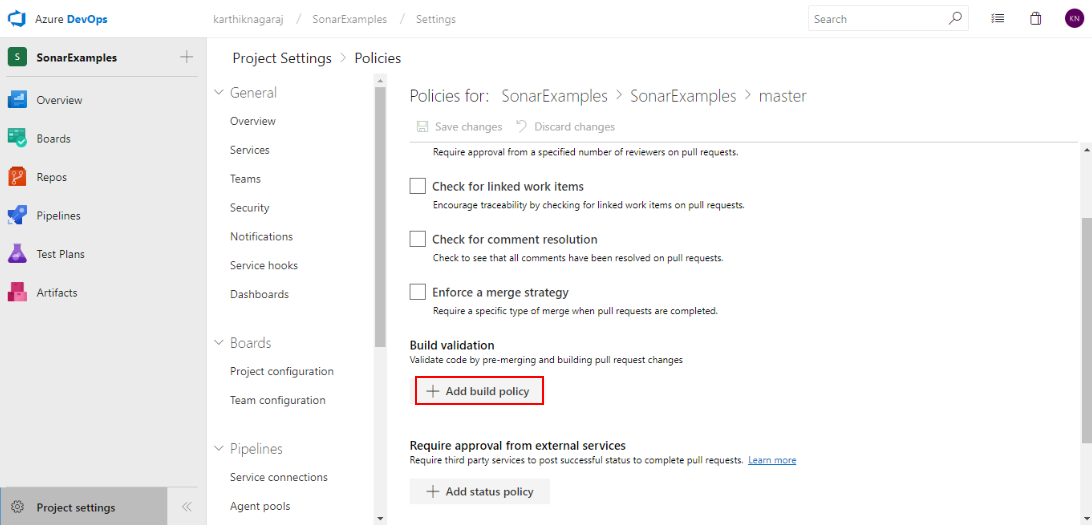 Azure DevOps
karthiknagaraj / SonarExamples / Settings
Search
KN
S SonarExamples
Overview
Boards
Repos
Pipelines
Test Plans
Artifacts
Project settings
Project Settings > Policies
General
Overview
Services
Teams
Security
Notifications
Service hooks
Dashboards
Boards
Project configuration
Team configuration
Pipelines
Service connections
Agent pools
Policies for: SonarExamples > SonarExamples > master
Save changes Discard changes
Require approval from a specified number of reviewers on pull requests.
Check for linked work items
Encourage traceability by checking for linked work items on pull requests.
Check for comment resolution
Check to see that all comments have been resolved on pull requests.
Enforce a merge strategy
Require a specific type of merge when pull requests are completed.
Build validation
Validate code by pre-merging and building pull request changes
Add build policy
Require approval from external services
Require third party services to post successful status to complete pull requests. Learn more
Add status policy